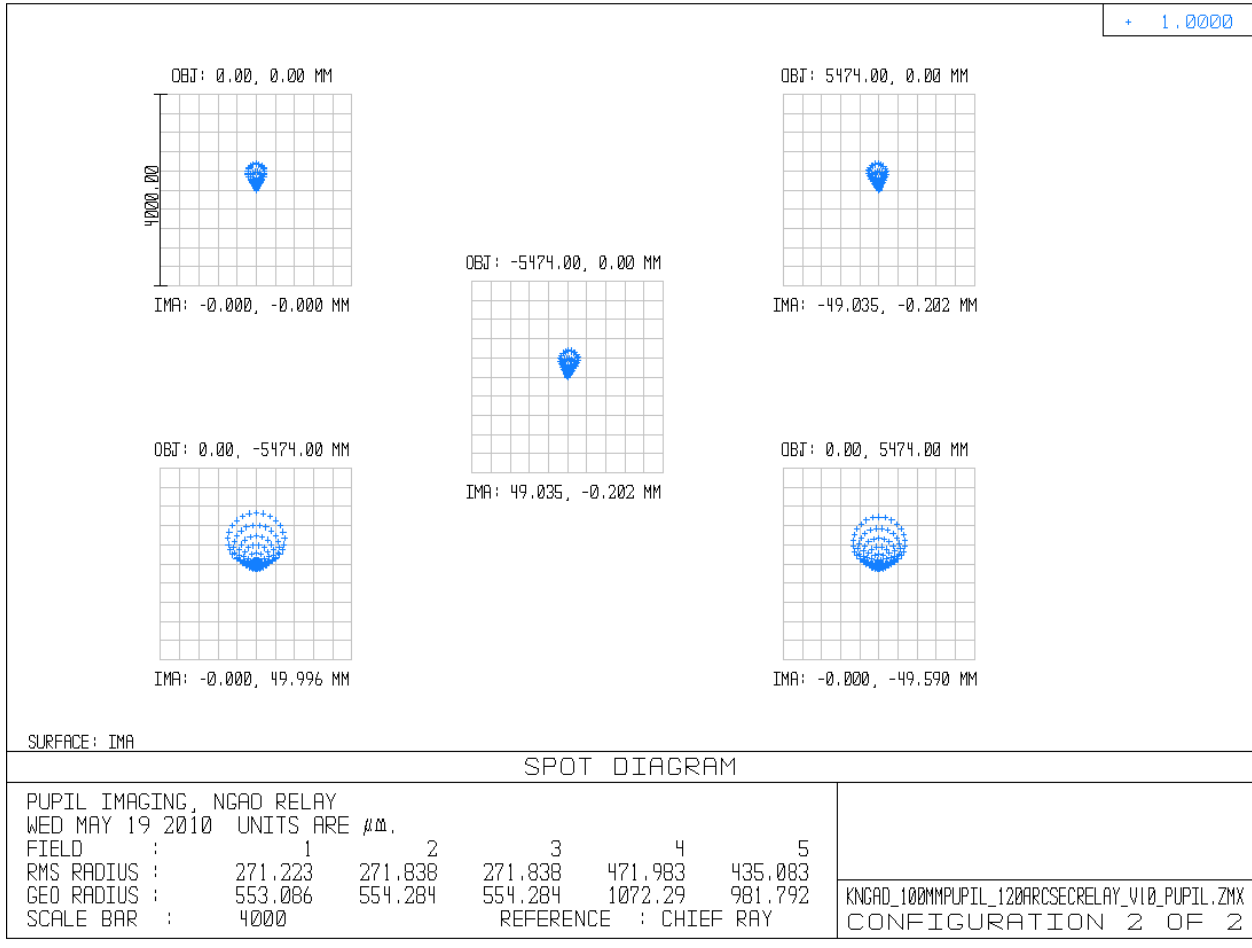 + 1.0000
OBJ: 0.00, 0.00 MM
OBJ: 5474.00, 0.00 MM
4000.00
OBJ: -5474.00, 0.00 MM
IMA: -0.000, -0.000 MM
IMA: -49.035, -0.202 MM
OBJ: 0.00, -5474.00 MM
OBJ: 0.00, 5474.00 MM
IMA: 49.035, -0.202 MM
IMA: -0.000, 49.996 MM
IMA: -0.000, -49.590 MM
SURFACE: IMA
SPOT DIAGRAM
PUPIL IMAGING, NGAO RELAY
WED MAY 19 2010 UNITS ARE µm.
FIELD : 1 2 3 4 5
RMS RADIUS : 271.223 271.838 271.838 471.983 435.083
GEO RADIUS : 553.086 554.284 554.284 1072.29 981.792
SCALE BAR : 4000 REFERENCE : CHIEF RAY
KNGAO_100MMPUPIL_120ARCSECRELAY_V10_PUPIL.ZMX
CONFIGURATION 2 OF 2